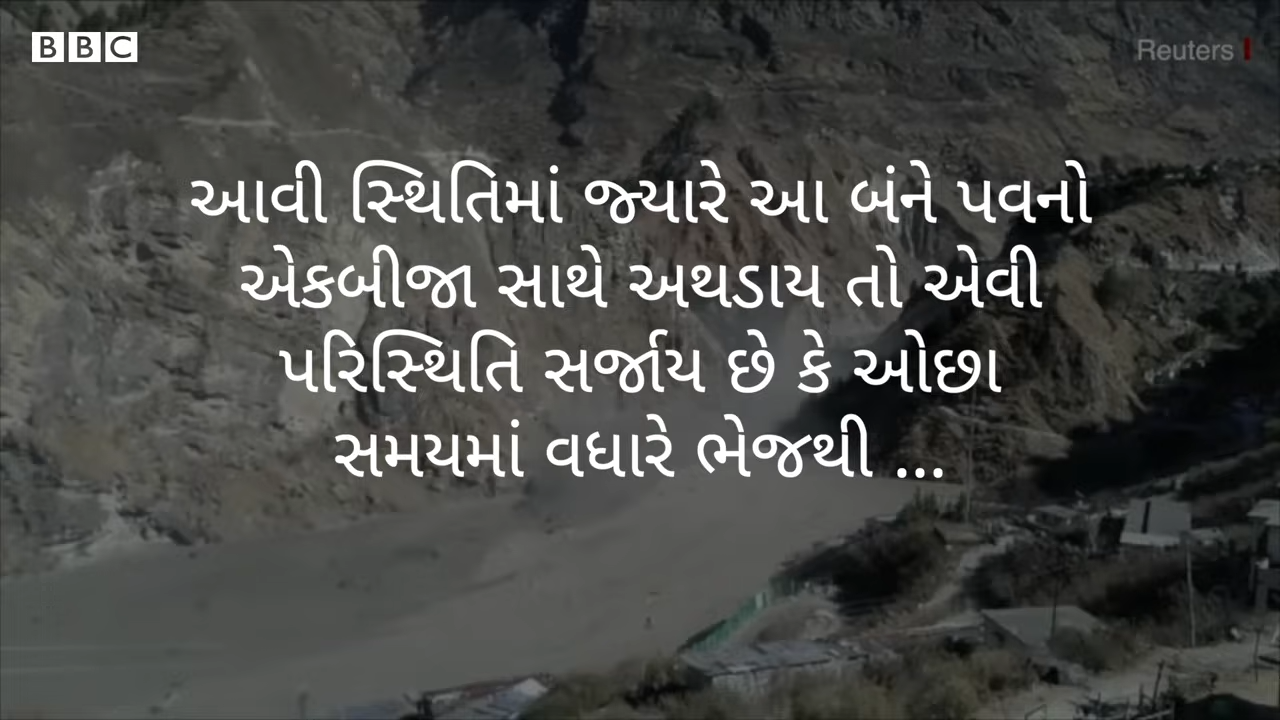 BBC
Reuters
આવી સ્થિતિમાં જ્યારે આ બંને પવનો
એકબીજા સાથે અથડાય તો એવી
પરિસ્થિતિ સર્જાય છે કે ઓછા
સમયમાં વધારે ભેજથી ...